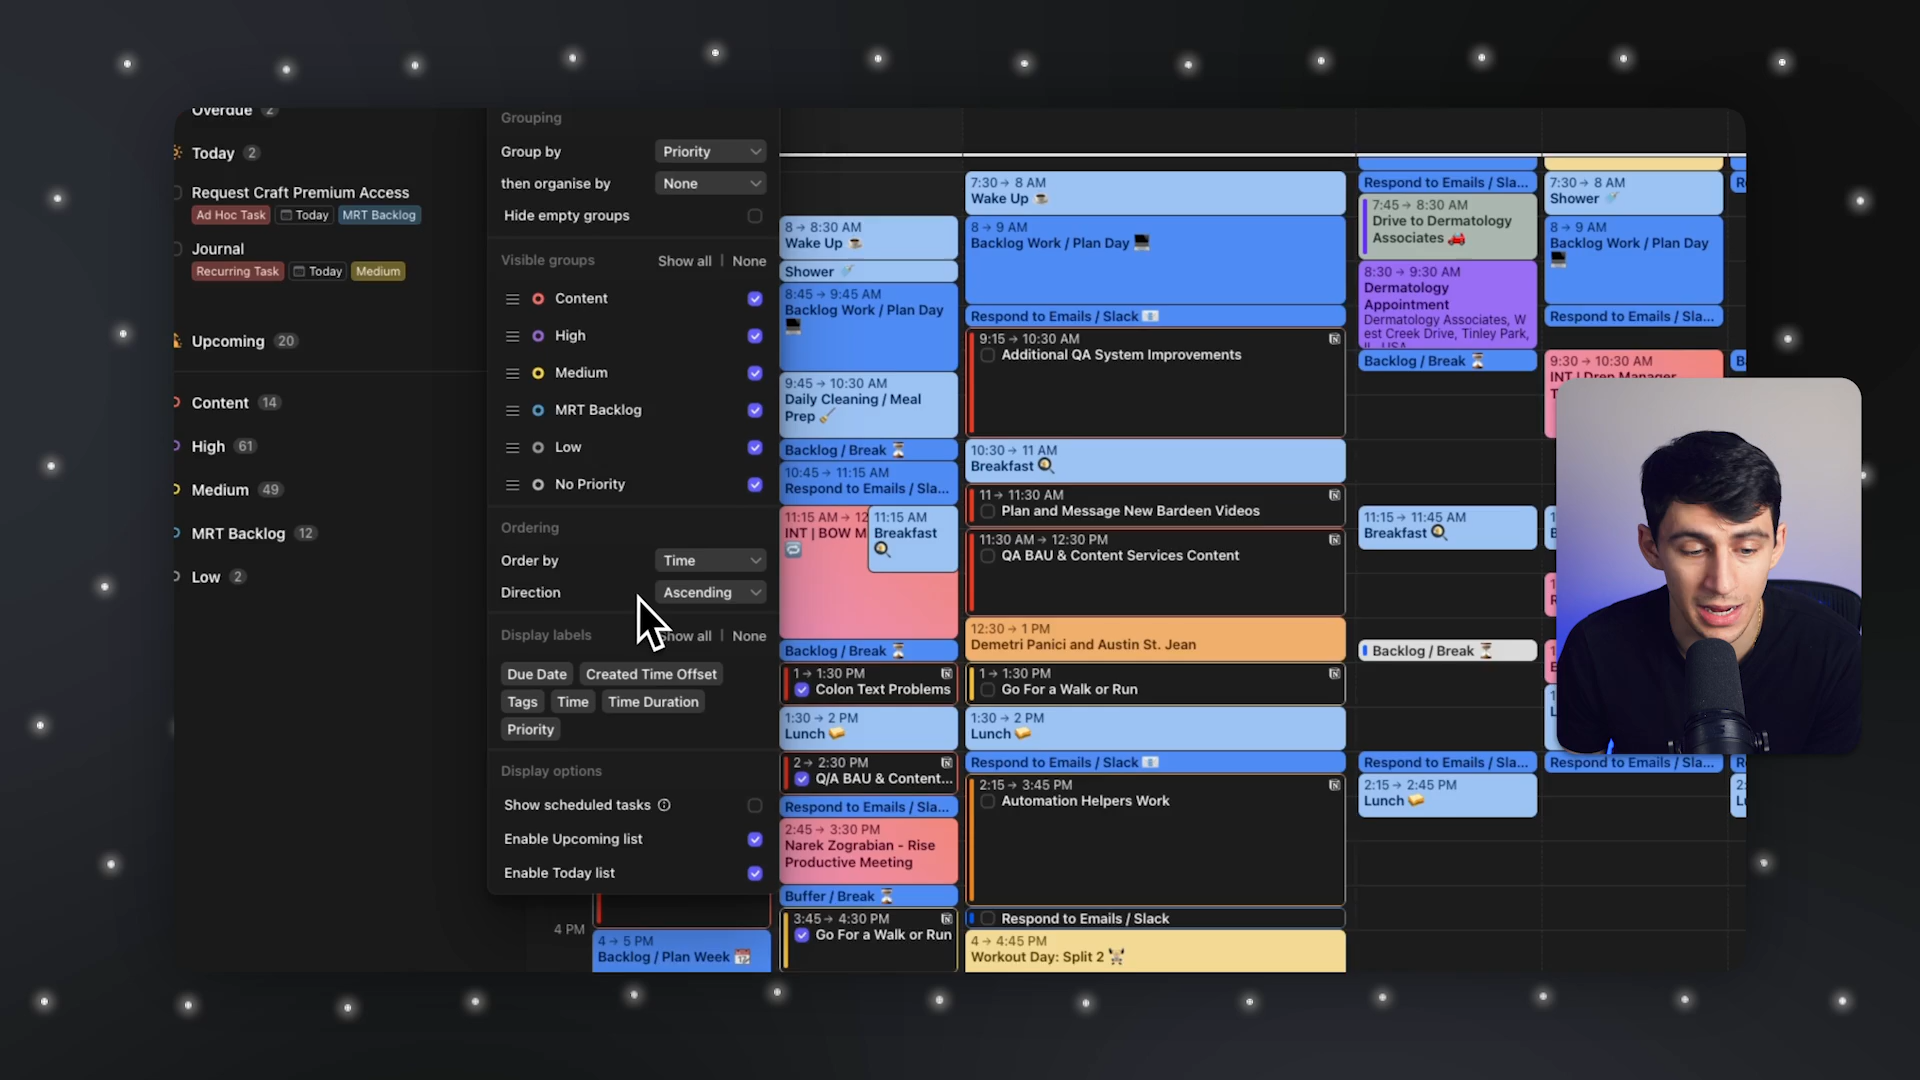 Overdue 2
Today 2
Request Craft Premium Access
Ad Hoc Task Today MRT Backlog
Journal
Recurring Task Today Medium
Upcoming 20
Content 14
High 61
Medium 49
MRT Backlog 12
Low 2
Grouping
Group by Priority
then organise by None
Hide empty groups
Visible groups Show all | None
Content
High
Medium
MRT Backlog
Low
No Priority
Ordering
Order by Time
Direction Ascending
Display labels Show all | None
Due Date Created Time Offset
Tags Time Time Duration
Priority
Display options
Show scheduled tasks
Enable Upcoming list
Enable Today list
4 PM
4 → 5 PM
Backlog / Plan Week
8 → 8:30 AM
Wake Up
Shower
8:45 → 9:45 AM
Backlog Work / Plan Day
9:45 → 10:30 AM
Daily Cleaning / Meal
Prep
Backlog / Break
10:45 → 11:15 AM
Respond to Emails / Sla...
11:15 AM → 12
INT | BOW M
11:15 AM
Breakfast
Backlog / Break
1 → 1:30 PM
Colon Text Problems
1:30 → 2 PM
Lunch
2 → 2:30 PM
Q/A BAU & Content...
Respond to Emails / Sla...
2:45 → 3:30 PM
Narek Zograbian - Rise
Productive Meeting
Buffer / Break
3:45 → 4:30 PM
Go For a Walk or Run
7:30 → 8 AM
Wake Up
8 → 9 AM
Backlog Work / Plan Day
Respond to Emails / Slack
9:15 → 10:30 AM
Additional QA System Improvements
10:30 → 11 AM
Breakfast
11 → 11:30 AM
Plan and Message New Bardeen Videos
11:30 AM → 12:30 PM
QA BAU & Content Services Content
12:30 → 1 PM
Demetri Panici and Austin St. Jean
1 → 1:30 PM
Go For a Walk or Run
1:30 → 2 PM
Lunch
Respond to Emails / Slack
2:15 → 3:45 PM
Automation Helpers Work
Respond to Emails / Slack
4 → 4:45 PM
Workout Day: Split 2
Respond to Emails / Sla...
7:45 → 8:30 AM
Drive to Dermatology
Associates
8:30 → 9:30 AM
Dermatology
Appointment
Dermatology Associates, W
est Creek Drive, Tinley Park,
Backlog / Break
11:15 → 11:45 AM
Breakfast
Backlog / Break
Respond to Emails / Sla...
2:15 → 2:45 PM
Lunch
7:30 → 8 AM
Shower
8 → 9 AM
Backlog Work / Plan Day
Respond to Emails / Sla...
9:30 → 10:30 AM
Respond to Emails / Sla...